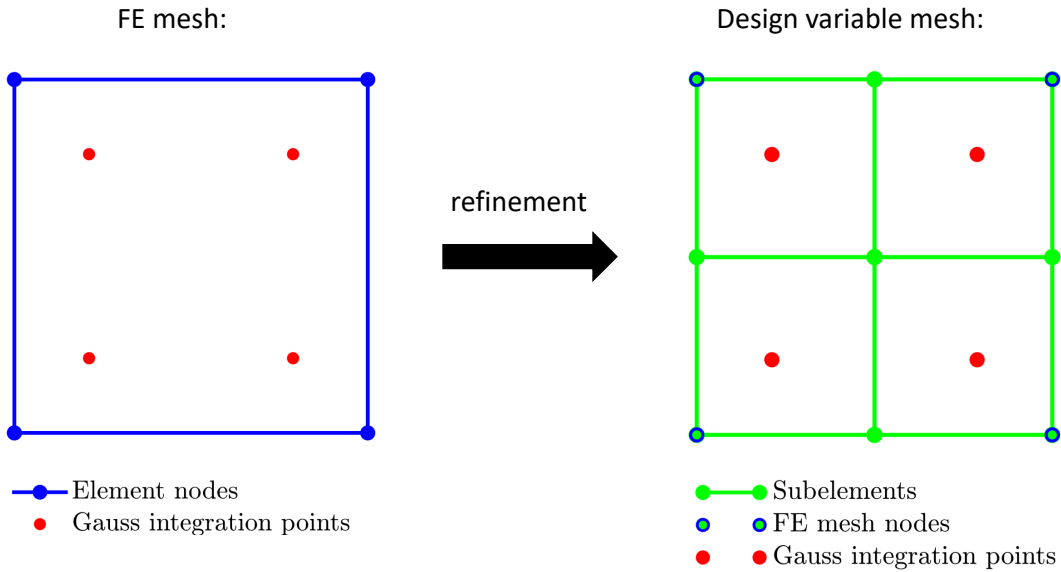 FE mesh:
Design variable mesh:
refinement
Element nodes
Gauss integration points
Subelements
FE mesh nodes
Gauss integration points